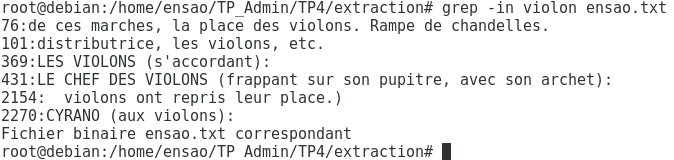 root@debian:/home/ensao/TP_Admin/TP4/extraction# grep -in violon ensao.txt
76:de ces marches, la place des violons. Rampe de chandelles.
101:distributrice, les violons, etc.
369:LES VIOLONS (s'accordant):
431:LE CHEF DES VIOLONS (frappant sur son pupitre, avec son archet):
2154:  violons ont repris leur place.)
2270:CYRANO (aux violons):
Fichier binaire ensao.txt correspondant
root@debian:/home/ensao/TP_Admin/TP4/extraction#